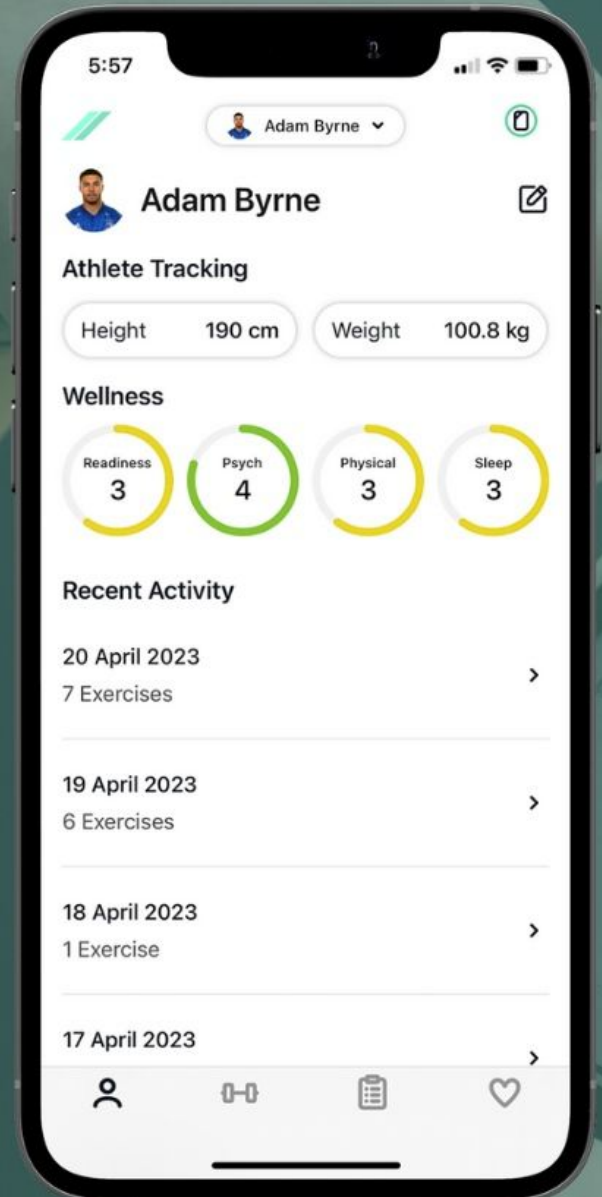 5:57
Adam Byrne
Adam Byrne
Athlete Tracking
Height 190 cm Weight 100.8 kg
Wellness
Readiness Psych Physical Sleep
3 4 3 3
Recent Activity
20 April 2023
7 Exercises
19 April 2023
6 Exercises
18 April 2023
1 Exercise
17 April 2023